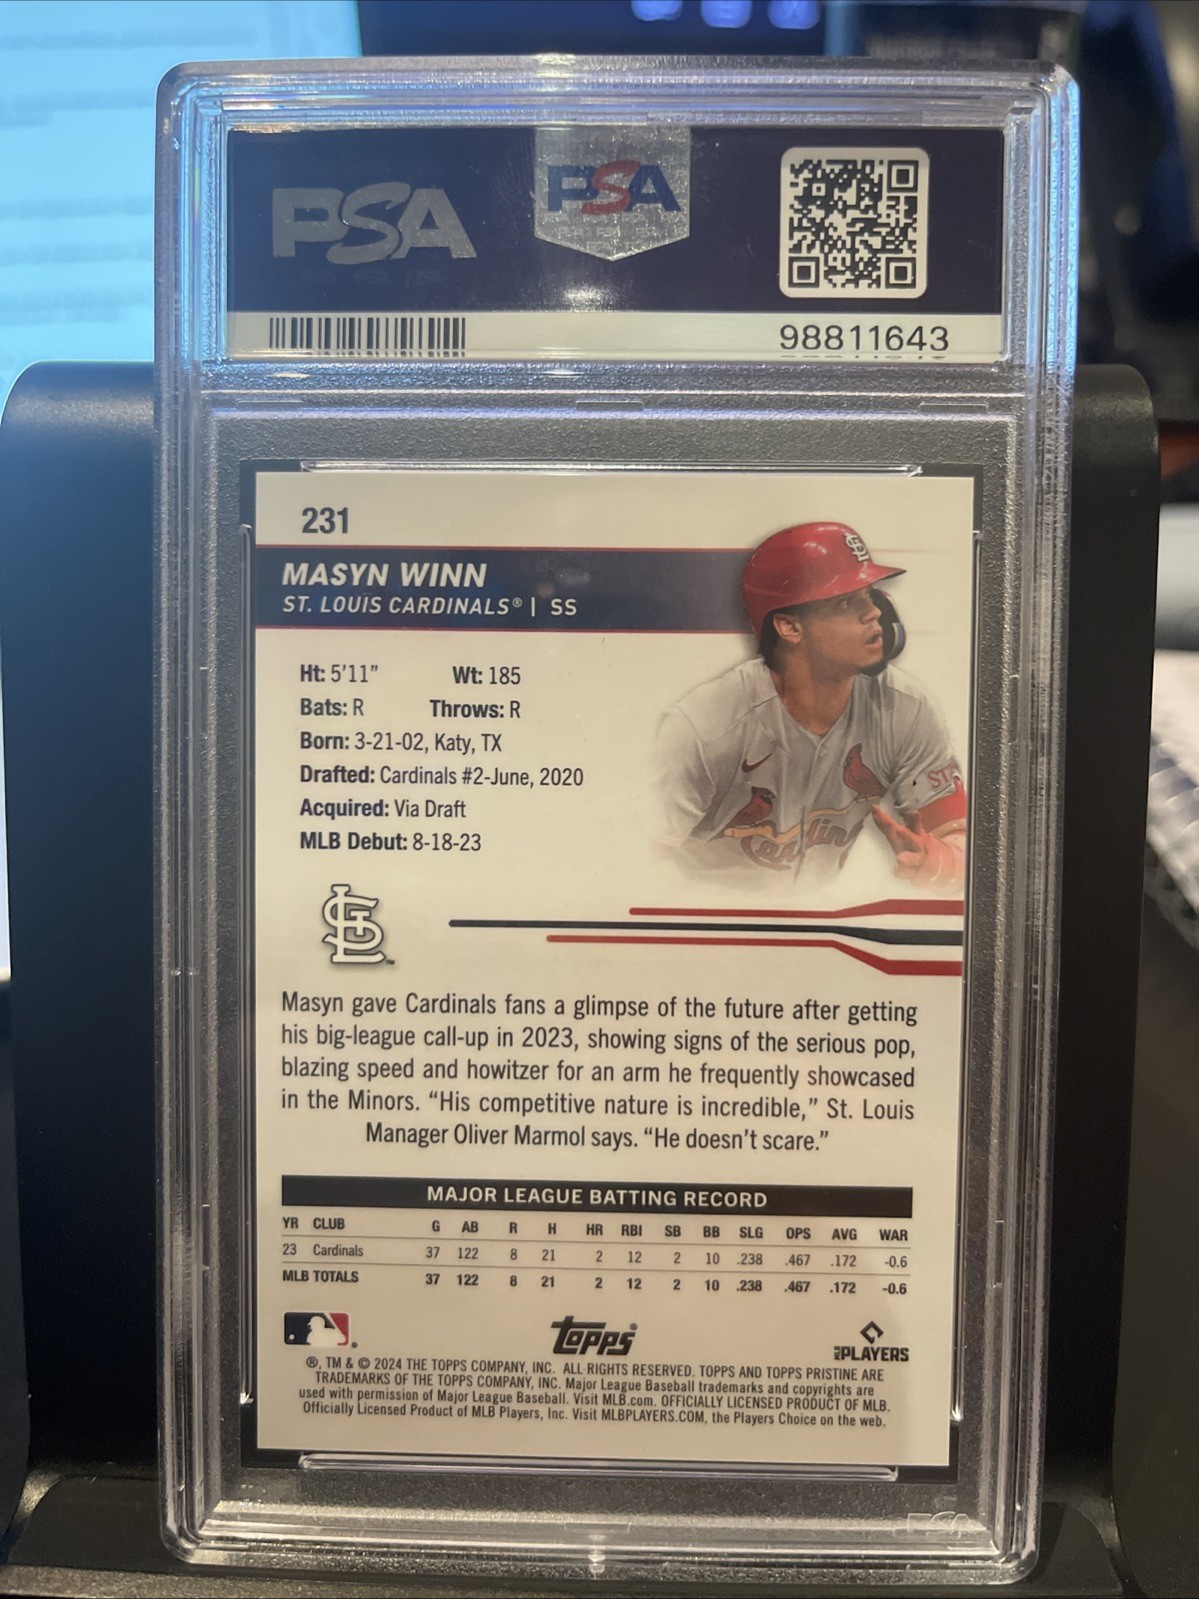 PSA
PSA
98811643
231
MASYN WINN
ST. LOUIS CARDINALS® | SS
Ht: 5'11" Wt: 185
Bats: R Throws: R
Born: 3-21-02, Katy, TX
Drafted: Cardinals #2-June, 2020
Acquired: Via Draft
MLB Debut: 8-18-23
STL
Cardinals
STL ™
Masyn gave Cardinals fans a glimpse of the future after getting
his big-league call-up in 2023, showing signs of the serious pop,
blazing speed and howitzer for an arm he frequently showcased
in the Minors. “His competitive nature is incredible,” St. Louis
Manager Oliver Marmol says. “He doesn’t scare.”
MAJOR LEAGUE BATTING RECORD
YR CLUB G AB R H HR RBI SB BB SLG OPS AVG WAR
23 Cardinals 37 122 8 21 2 12 2 10 .238 .467 .172 -0.6
MLB TOTALS 37 122 8 21 2 12 2 10 .238 .467 .172 -0.6
topps® MLB PLAYERS
®, TM & © 2024 THE TOPPS COMPANY, INC. ALL RIGHTS RESERVED. TOPPS AND TOPPS PRISTINE ARE
TRADEMARKS OF THE TOPPS COMPANY, INC. Major League Baseball trademarks and copyrights are
used with permission of Major League Baseball. Visit MLB.com. OFFICIALLY LICENSED PRODUCT OF MLB.
Officially Licensed Product of MLB Players, Inc. Visit MLBPLAYERS.COM, the Players Choice on the web.
PSA